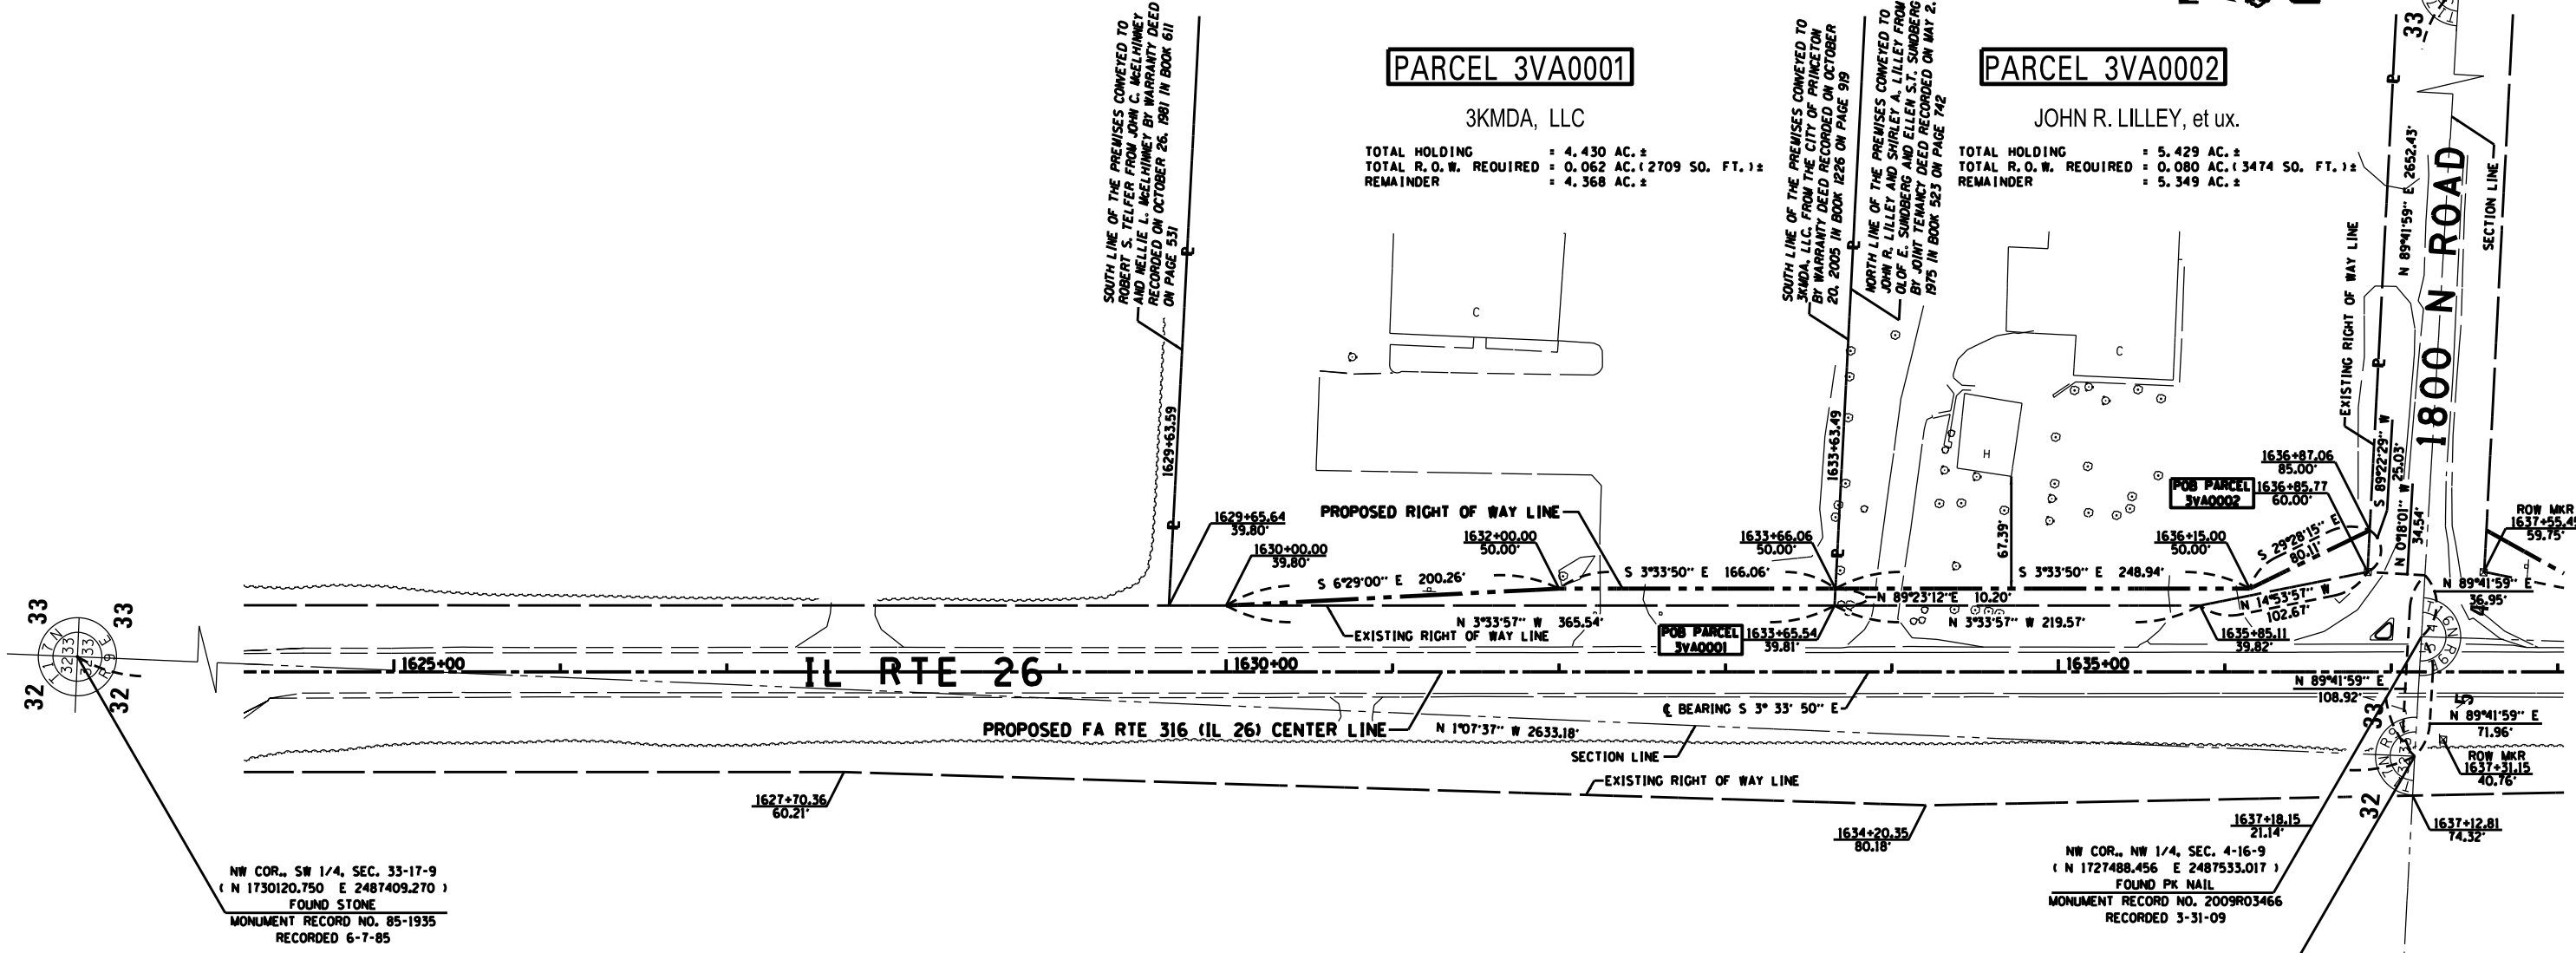 SOUTH LINE OF THE PREMISES CONVEYED TO
ROBERT S. TELFER FROM JOHN C. McELHINNEY
AND NELLIE L. McELHINNEY BY WARRANTY DEED
RECORDED ON OCTOBER 26, 1981 IN BOOK 611
ON PAGE 531
PARCEL 3VA0001
3KMDA, LLC
TOTAL HOLDING = 4.430 AC.±
TOTAL R.O.W. REQUIRED = 0.062 AC.(2709 SQ. FT.)±
REMAINDER = 4.368 AC.±
SOUTH LINE OF THE PREMISES CONVEYED TO
3KMDA, LLC. FROM THE CITY OF PRINCETON
BY WARRANTY DEED RECORDED ON OCTOBER
20, 2005 IN BOOK 1226 ON PAGE 919
NORTH LINE OF THE PREMISES CONVEYED TO
JOHN R. LILLEY AND SHIRLEY A. LILLEY FROM
OLOF E. SUNDBERG AND ELLEN S.T. SUNDBERG
BY JOINT TENANCY DEED RECORDED ON MAY 2,
1975 IN BOOK 523 ON PAGE 742
PARCEL 3VA0002
JOHN R. LILLEY, et ux.
TOTAL HOLDING = 5.429 AC.±
TOTAL R.O.W. REQUIRED = 0.080 AC.(3474 SQ. FT.)±
REMAINDER = 5.349 AC.±
33
N 89°41'59'' E 2652.43'
1800 N ROAD
SECTION LINE
EXISTING RIGHT OF WAY LINE
C
C
H
1629+63.59
1633+63.49
67.39'
S 89°22'29'' W
25.03'
N 0°18'01'' W
34.54'
1636+87.06
85.00'
POB PARCEL
3VA0002
1636+85.77
60.00'
ROW MKR
1637+55.45
59.75'
1629+65.64
39.80'
1630+00.00
39.80'
PROPOSED RIGHT OF WAY LINE
1632+00.00
50.00'
1633+66.06
50.00'
1636+15.00
50.00'
S 29°28'15'' E
80.11'
S 6°29'00'' E 200.26'
S 3°33'50'' E 166.06'
S 3°33'50'' E 248.94'
N 89°23'12''E 10.20'
N 14°53'57'' W
102.67'
N 89°41'59'' E
36.95'
N 3°33'57'' W 365.54'
N 3°33'57'' W 219.57'
EXISTING RIGHT OF WAY LINE
POB PARCEL
3VA0001
1633+65.54
39.81'
1635+85.11
39.82'
33
33
32
32
T17N
R9E
32 33
32 33
1625+00
IL RTE 26
1630+00
1635+00
4
5
T16N R9E
5 4
N 89°41'59'' E
108.92'
℄ BEARING S 3° 33' 50'' E
PROPOSED FA RTE 316 (IL 26) CENTER LINE
N 1°07'37'' W 2633.18'
SECTION LINE
EXISTING RIGHT OF WAY LINE
33
32
N 89°41'59'' E
71.96'
ROW MKR
1637+31.15
40.76'
1627+70.36
60.21'
1634+20.35
80.18'
1637+18.15
21.14'
1637+12.81
74.32'
NW COR., SW 1/4, SEC. 33-17-9
( N 1730120.750 E 2487409.270 )
FOUND STONE
MONUMENT RECORD NO. 85-1935
RECORDED 6-7-85
NW COR., NW 1/4, SEC. 4-16-9
( N 1727488.456 E 2487533.017 )
FOUND PK NAIL
MONUMENT RECORD NO. 2009R03466
RECORDED 3-31-09